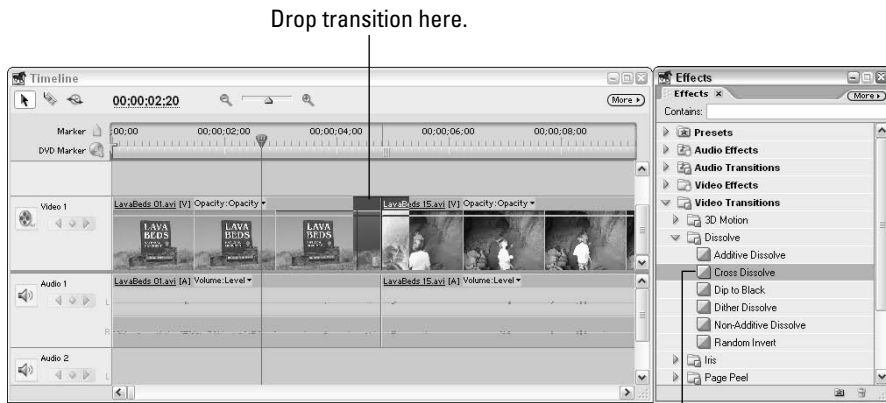 Drop transition here.
Timeline
00;00;02;20
More
Marker
;00;00
00;00;02;00
00;00;04;00
00;00;06;00
00;00;08;00
DVD Marker
Video 1
LavaBeds 01.avi [V] Opacity:Opacity
LavaBeds 15.avi [V] Opacity:Opacity
LAVA BEDS
LAVA BEDS
LAVA BEDS
Audio 1
LavaBeds 01.avi [A] Volume:Level
LavaBeds 15.avi [A] Volume:Level
L
R
Audio 2
L
Effects
Effects
More
Contains:
Presets
Audio Effects
Audio Transitions
Video Effects
Video Transitions
3D Motion
Dissolve
Additive Dissolve
Cross Dissolve
Dip to Black
Dither Dissolve
Non-Additive Dissolve
Random Invert
Iris
Page Peel